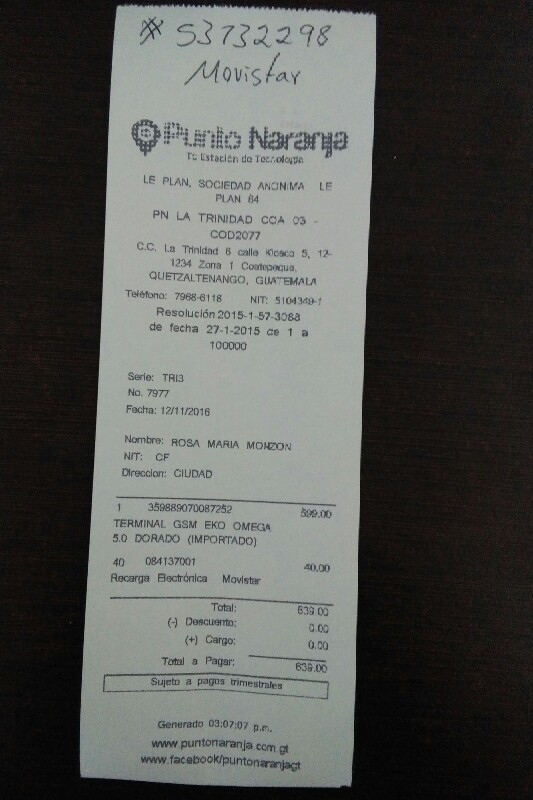 # 53732298
Movistar
Punto Naranja
Tu Estación de Tecnología
LE PLAN, SOCIEDAD ANONIMA LE
PLAN 64
PN LA TRINIDAD COA 03 -
COD2077
C.C. La Trinidad 6 calle Kiosco 5, 12-
1234 Zona 1 Coatepeque,
QUETZALTENANGO, GUATEMALA
Teléfono: 7968-6118 NIT: 5104349-1
Resolución 2015-1-57-3088
de fecha 27-1-2015 de 1 a
100000
Serie: TRI3
No. 7977
Fecha: 12/11/2016
Nombre: ROSA MARIA MONZON
NIT: CF
Direccion: CIUDAD
1 359889070087252 599.00
TERMINAL GSM EKO OMEGA
5.0 DORADO (IMPORTADO)
40 084137001 40.00
Recarga Electrónica Movistar
Total: 639.00
(-) Descuento: 0.00
(+) Cargo: 0.00
Total a Pagar: 639.00
Sujeto a pagos trimestrales
Generado 03:07:07 p.m.
www.puntonaranja.com.gt
www.facebook/puntonaranjagt